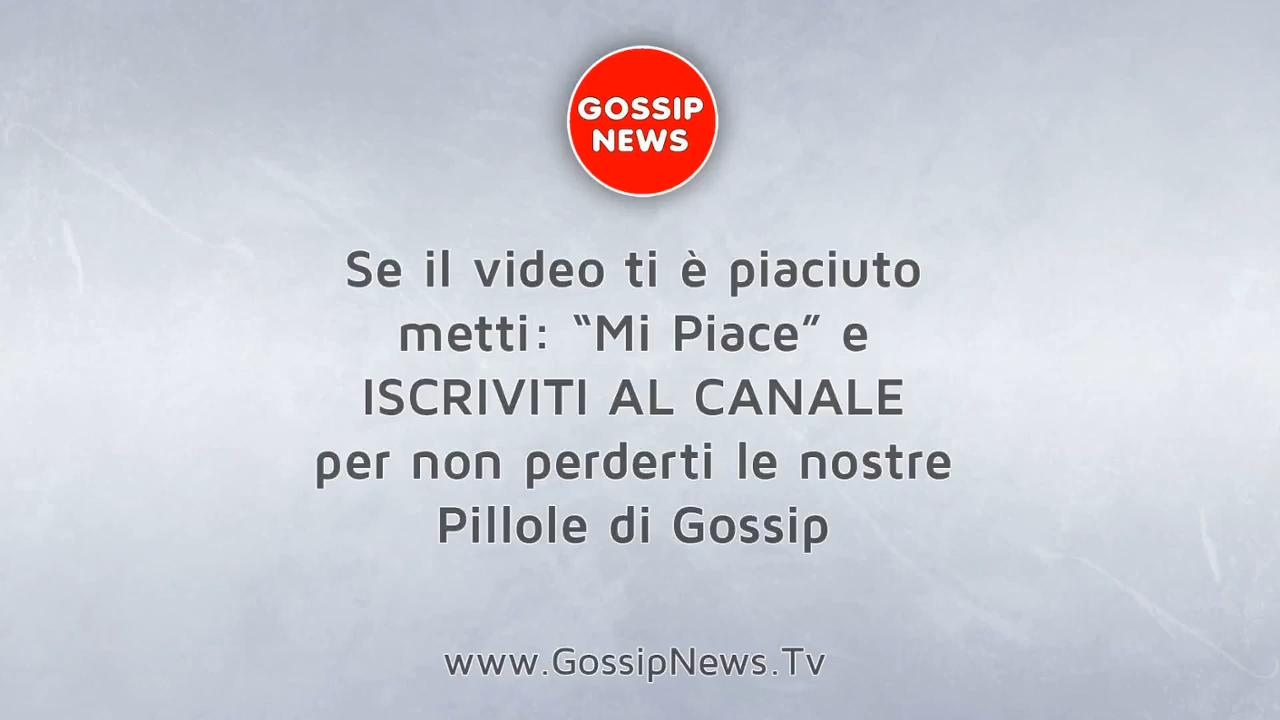 GOSSIP
NEWS
Se il video ti è piaciuto
metti: “Mi Piace” e
ISCRIVITI AL CANALE
per non perderti le nostre
Pillole di Gossip
www.GossipNews.Tv